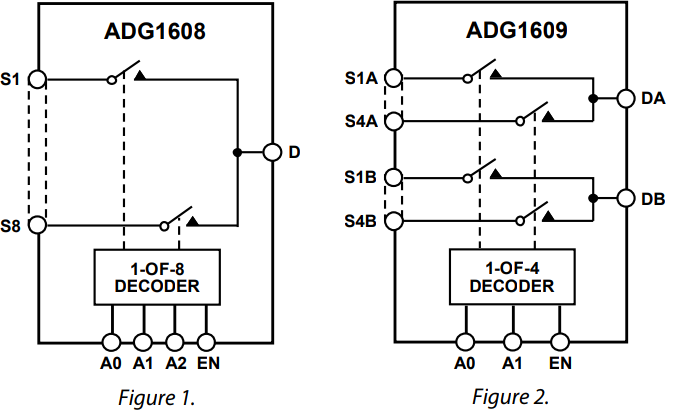 ADG1608
S1
D
S8
1-OF-8
DECODER
A0 A1 A2 EN
Figure 1.
ADG1609
S1A
DA
S4A
S1B
DB
S4B
1-OF-4
DECODER
A0 A1 EN
Figure 2.